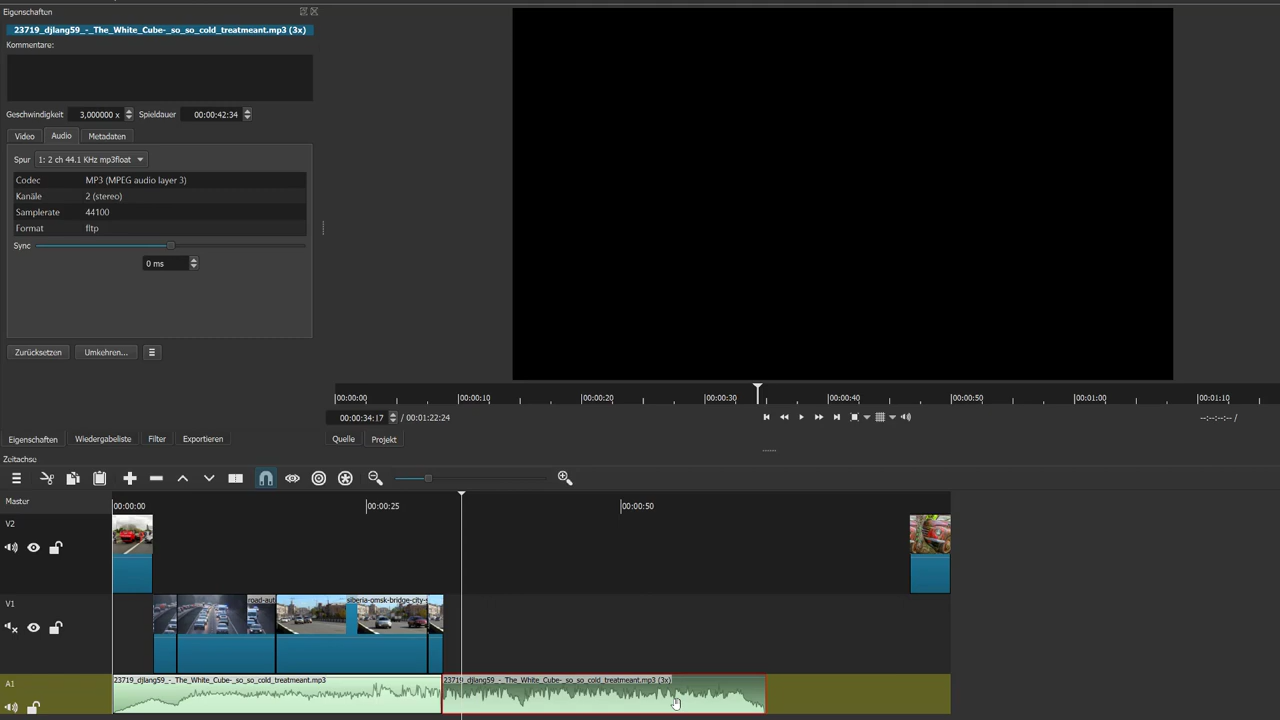 Eigenschaften
23719_djlang59_-_The_White_Cube-_so_so_cold_treatmeant.mp3 (3x)
Kommentare:
Geschwindigkeit 3,000000 x Spieldauer 00:00:42:34
Video Audio Metadaten
Spur 1: 2 ch 44.1 KHz mp3float
Codec MP3 (MPEG audio layer 3)
Kanäle 2 (stereo)
Samplerate 44100
Format fltp
Sync
0 ms
Zurücksetzen Umkehren...
00:00:00 00:00:10 00:00:20 00:00:30 00:00:40 00:00:50 00:01:00 00:01:10
00:00:34:17 / 00:01:22:24 --:--:--:-- /
Eigenschaften Wiedergabeliste Filter Exportieren Quelle Projekt
Zeitachse
Master 00:00:00 00:00:25 00:00:50
V2
V1 road-aut siberia-omsk-bridge-city-s
A1 23719_djlang59_-_The_White_Cube-_so_so_cold_treatmeant.mp3 23719_djlang59_-_The_White_Cube-_so_so_cold_treatmeant.mp3 (3x)